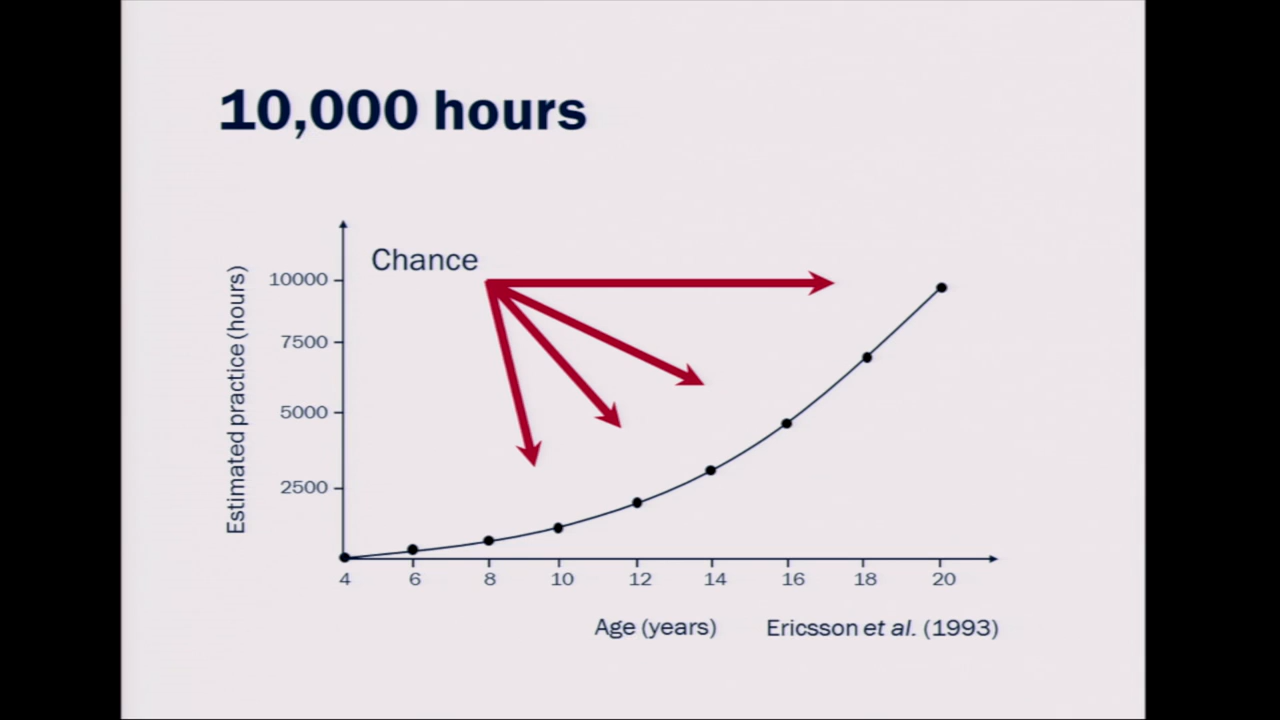 10,000 hours
Chance
Estimated practice (hours)
10000
7500
5000
2500
4 6 8 10 12 14 16 18 20
Age (years)
Ericsson et al. (1993)